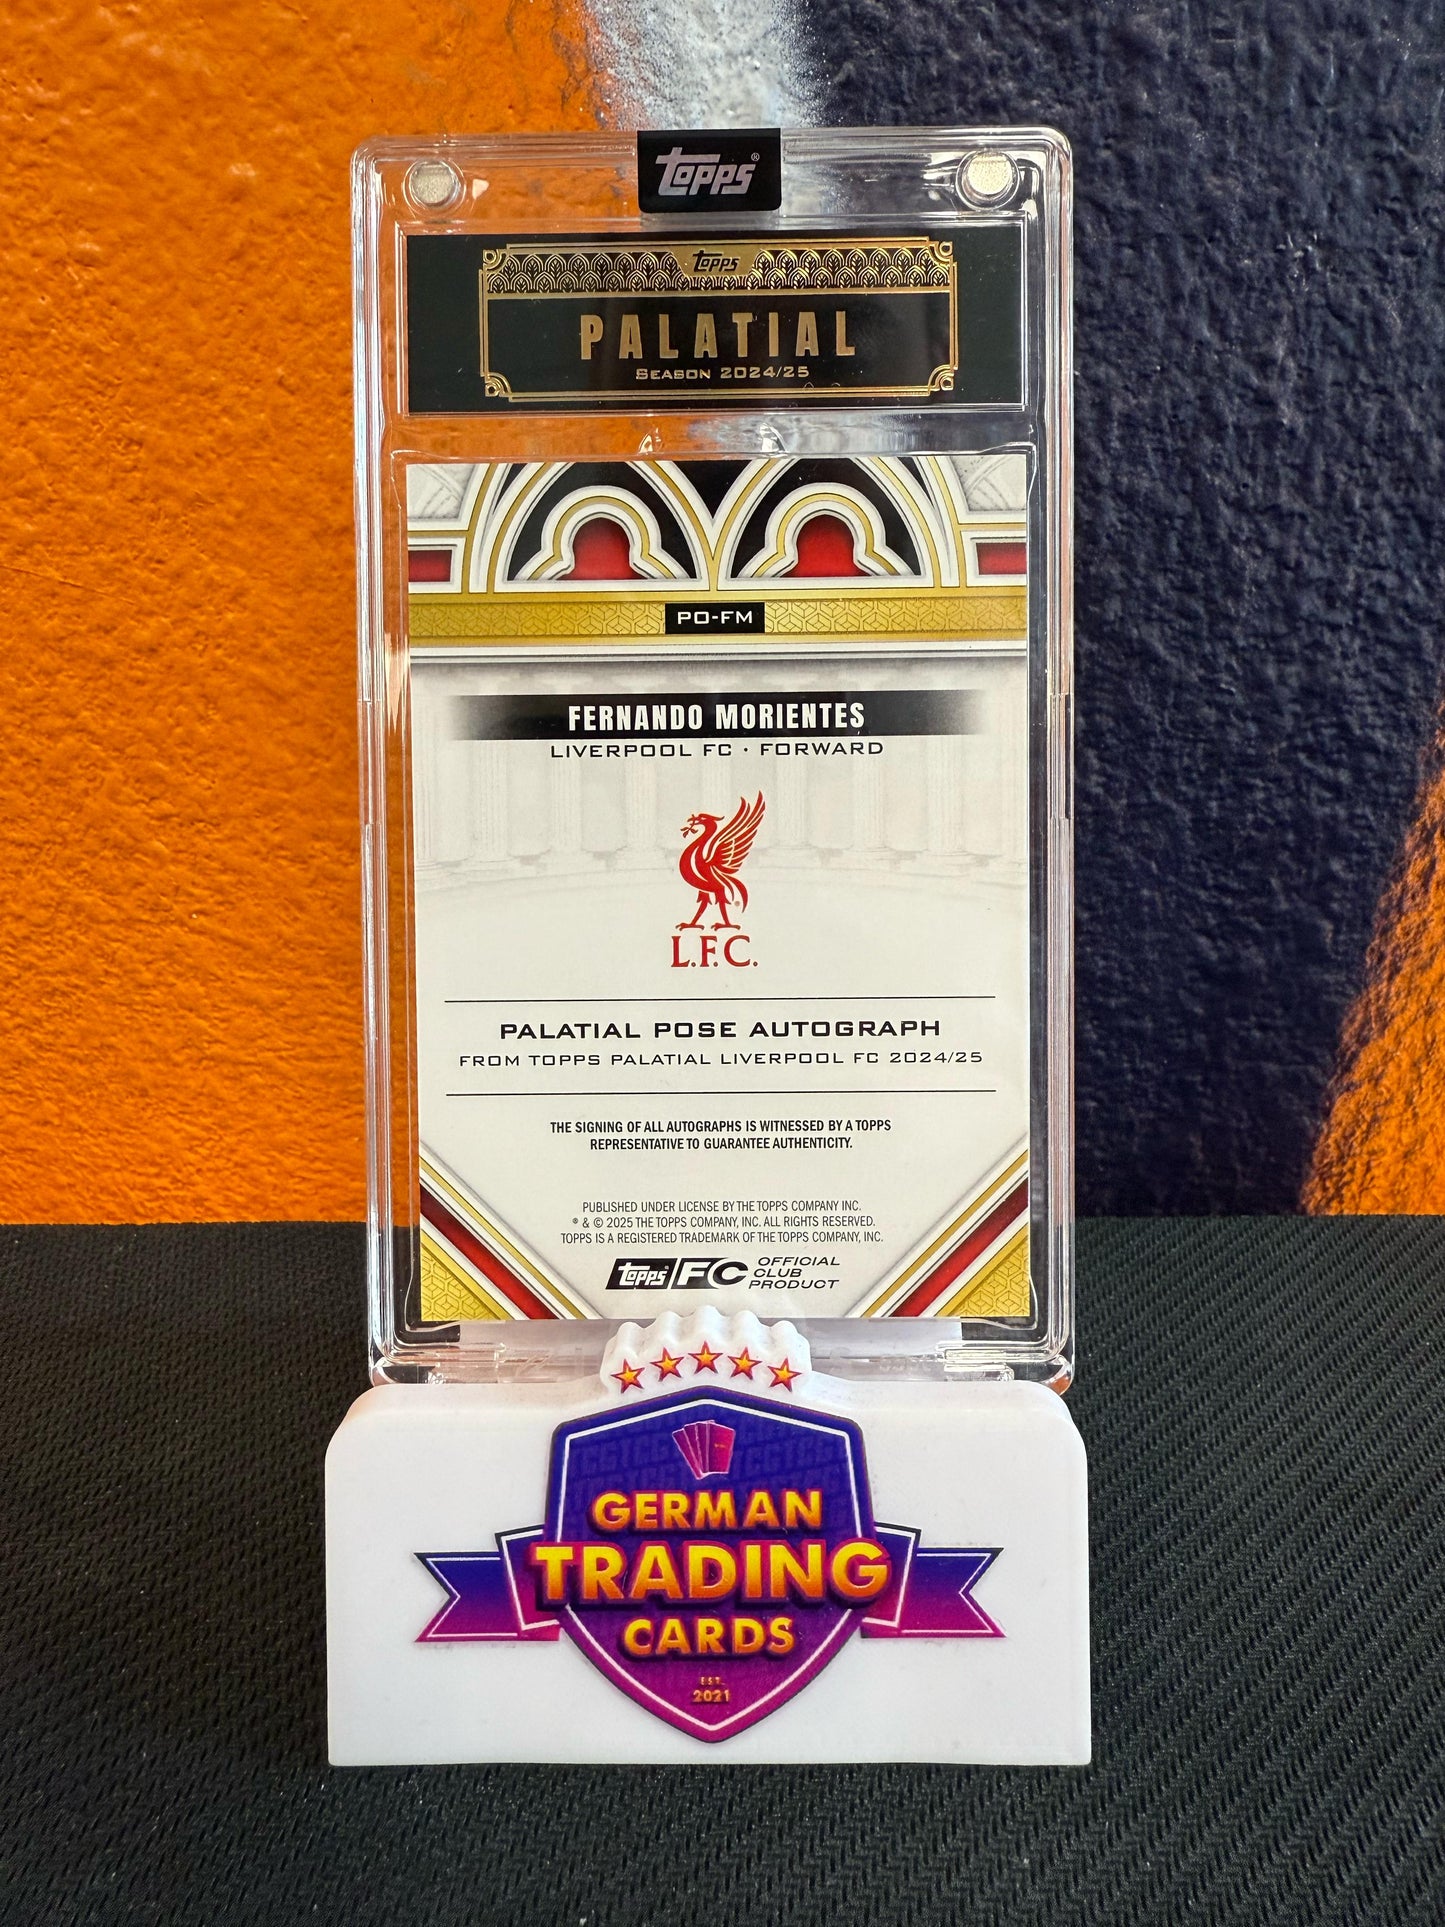 topps®
topps
PALATIAL
SEASON 2024/25
PO-FM
FERNANDO MORIENTES
LIVERPOOL FC · FORWARD
L.F.C.
PALATIAL POSE AUTOGRAPH
FROM TOPPS PALATIAL LIVERPOOL FC 2024/25
THE SIGNING OF ALL AUTOGRAPHS IS WITNESSED BY A TOPPS
REPRESENTATIVE TO GUARANTEE AUTHENTICITY.
PUBLISHED UNDER LICENSE BY THE TOPPS COMPANY INC.
® & © 2025 THE TOPPS COMPANY, INC. ALL RIGHTS RESERVED.
TOPPS IS A REGISTERED TRADEMARK OF THE TOPPS COMPANY, INC.
topps FC OFFICIAL
CLUB
PRODUCT
GERMAN
TRADING
CARDS
EST.
2021